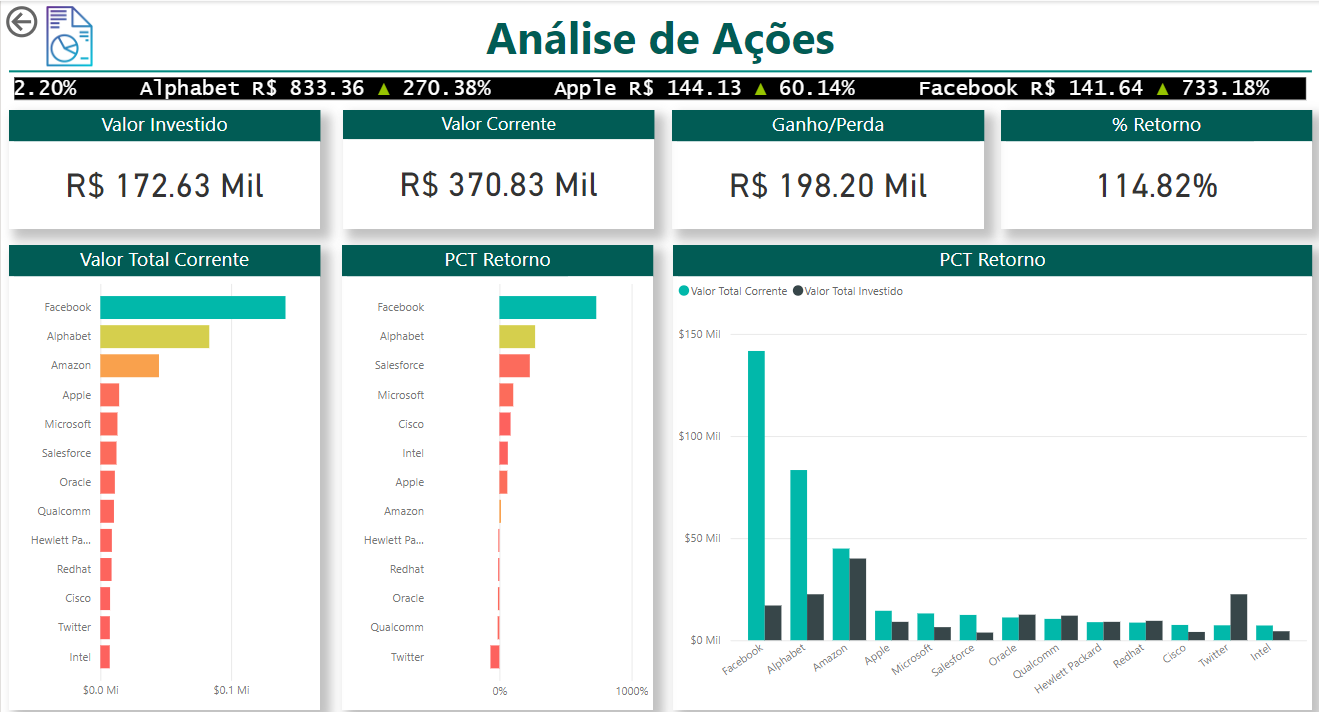 Análise de Ações
2.20% Alphabet R$ 833.36 ▲ 270.38% Apple R$ 144.13 ▲ 60.14% Facebook R$ 141.64 ▲ 733.18%
Valor Investido
R$ 172.63 Mil
Valor Corrente
R$ 370.83 Mil
Ganho/Perda
R$ 198.20 Mil
% Retorno
114.82%
Valor Total Corrente
Facebook
Alphabet
Amazon
Apple
Microsoft
Salesforce
Oracle
Qualcomm
Hewlett Pa...
Redhat
Cisco
Twitter
Intel
$0.0 Mi $0.1 Mi
PCT Retorno
Facebook
Alphabet
Salesforce
Microsoft
Cisco
Intel
Apple
Amazon
Hewlett Pa...
Redhat
Oracle
Qualcomm
Twitter
0% 1000%
PCT Retorno
Valor Total Corrente Valor Total Investido
$150 Mil
$100 Mil
$50 Mil
$0 Mil
Facebook Alphabet Amazon Apple Microsoft Salesforce Oracle Qualcomm Hewlett Packard Redhat Cisco Twitter Intel